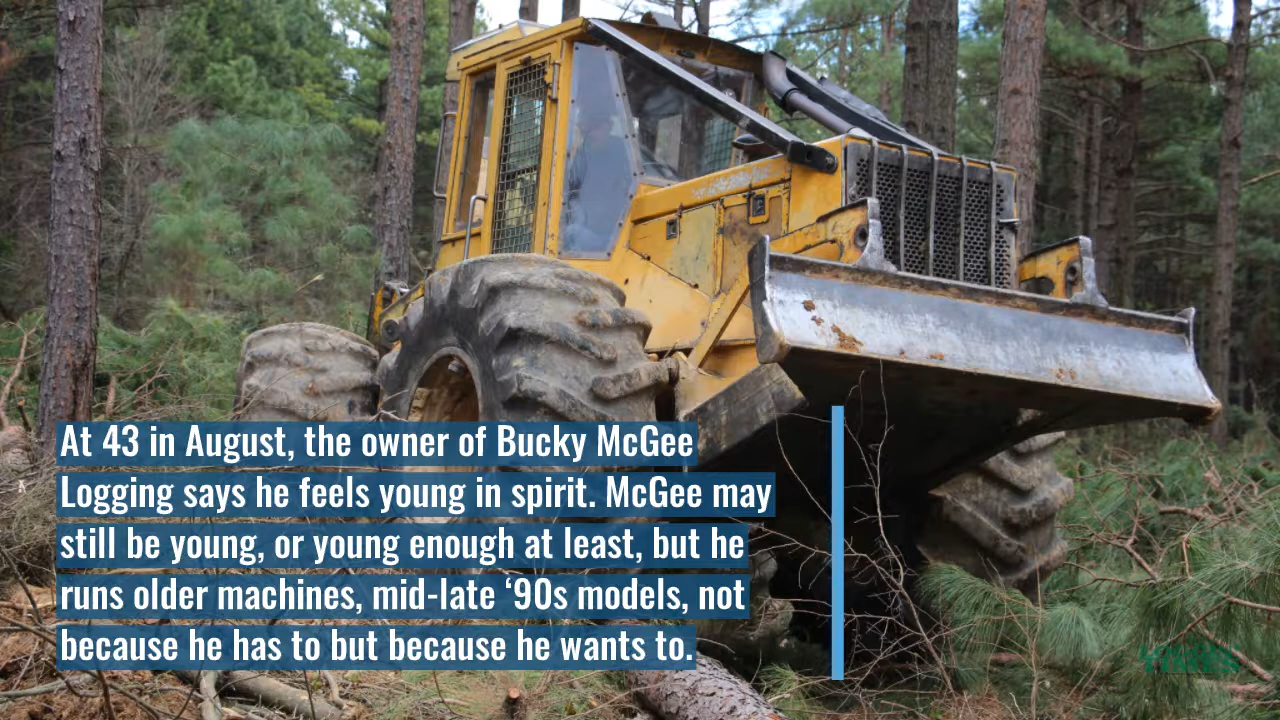 At 43 in August, the owner of Bucky McGee
Logging says he feels young in spirit. McGee may
still be young, or young enough at least, but he
runs older machines, mid-late ‘90s models, not
because he has to but because he wants to.